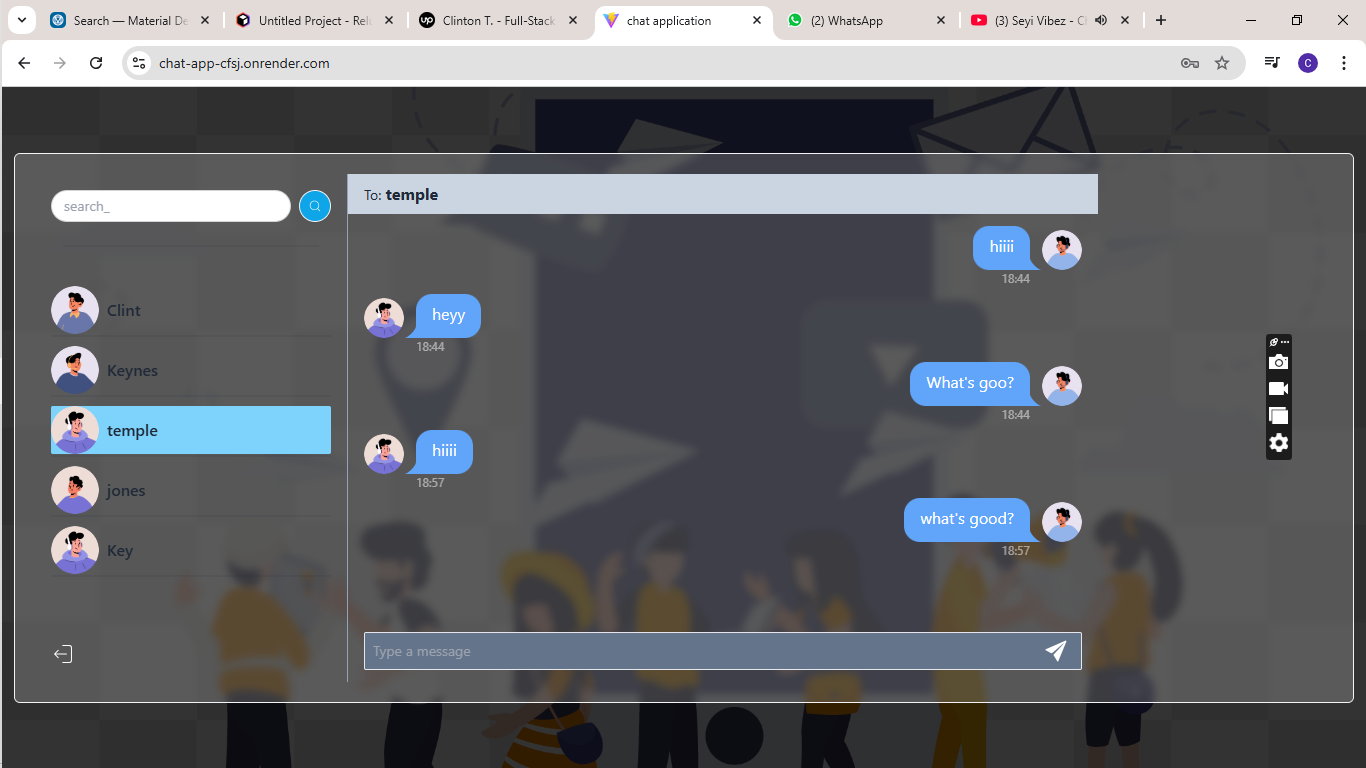 Search — Material De
Untitled Project - Relu
Clinton T. - Full-Stack
chat application
(2) WhatsApp
(3) Seyi Vibez - Ch
chat-app-cfsj.onrender.com
C
search_
To: temple
hiiii
18:44
Clint
heyy
18:44
Keynes
What's goo?
18:44
temple
hiiii
18:57
jones
what's good?
18:57
Key
Type a message